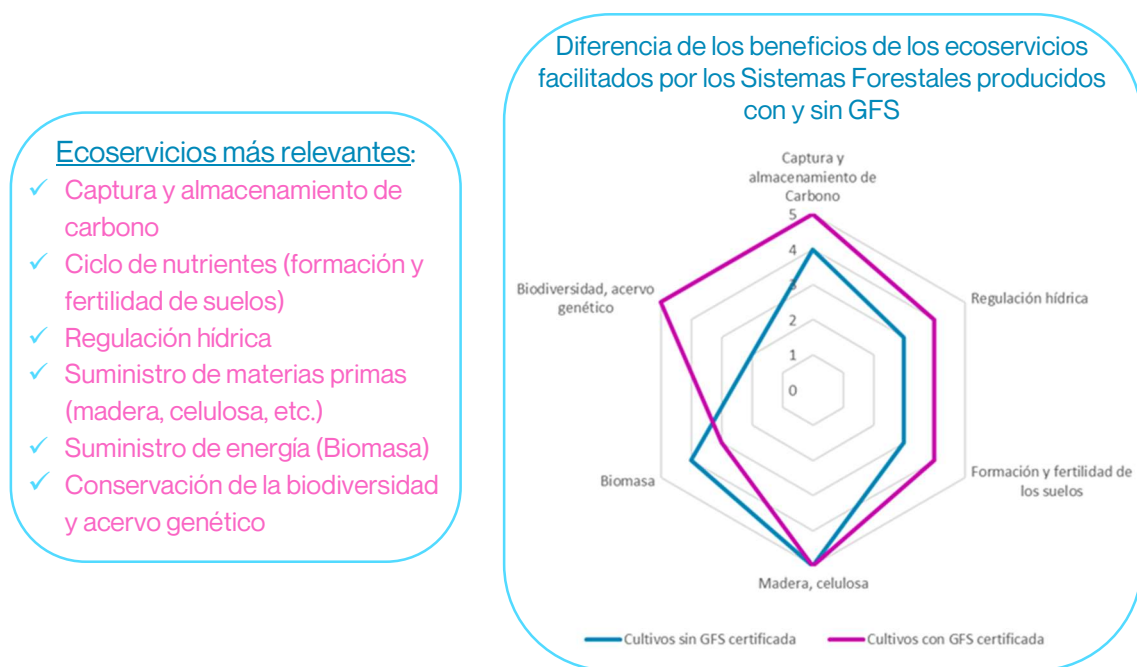 Ecoservicios más relevantes:
✓ Captura y almacenamiento de
carbono
✓ Ciclo de nutrientes (formación y
fertilidad de suelos)
✓ Regulación hídrica
✓ Suministro de materias primas
(madera, celulosa, etc.)
✓ Suministro de energía (Biomasa)
✓ Conservación de la biodiversidad
y acervo genético
Diferencia de los beneficios de los ecoservicios
facilitados por los Sistemas Forestales producidos
con y sin GFS
Captura y
almacenamiento de
Carbono
5
4
3
2
1
0
Regulación hídrica
Formación y fertilidad de
los suelos
Madera, celulosa
Biomasa
Biodiversidad, acervo
genético
Cultivos sin GFS certificada
Cultivos con GFS certificada